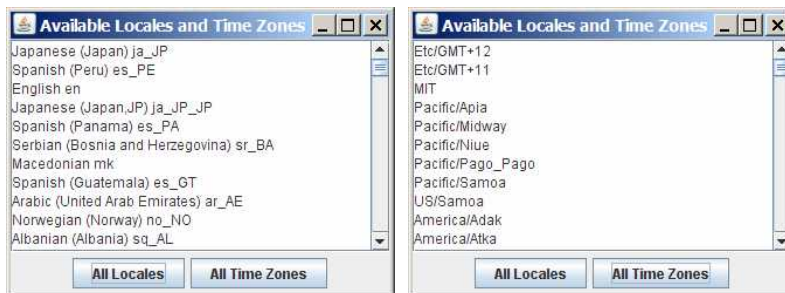 Available Locales and Time Zones
Japanese (Japan) ja_JP
Spanish (Peru) es_PE
English en
Japanese (Japan,JP) ja_JP_JP
Spanish (Panama) es_PA
Serbian (Bosnia and Herzegovina) sr_BA
Macedonian mk
Spanish (Guatemala) es_GT
Arabic (United Arab Emirates) ar_AE
Norwegian (Norway) no_NO
Albanian (Albania) sq_AL
All Locales All Time Zones
Available Locales and Time Zones
Etc/GMT+12
Etc/GMT+11
MIT
Pacific/Apia
Pacific/Midway
Pacific/Niue
Pacific/Pago_Pago
Pacific/Samoa
US/Samoa
America/Adak
America/Atka
All Locales All Time Zones